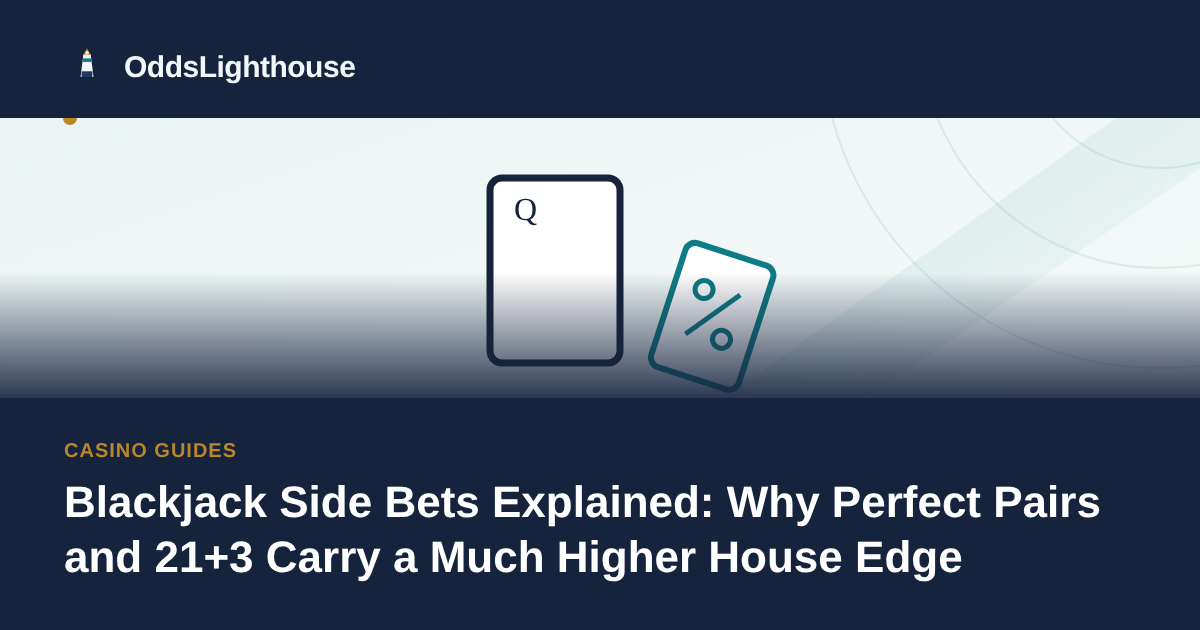 OddsLighthouse
Q
%
CASINO GUIDES
Blackjack Side Bets Explained: Why Perfect Pairs
and 21+3 Carry a Much Higher House Edge